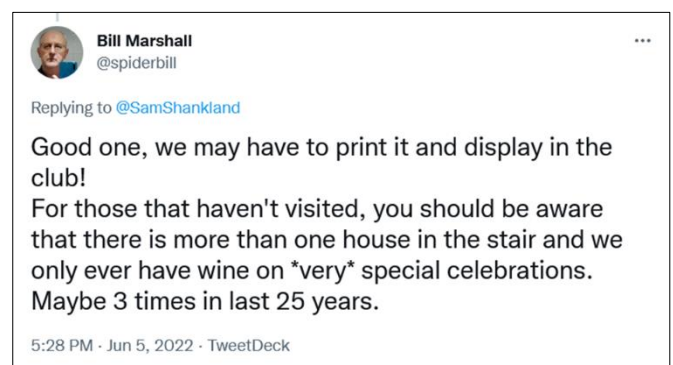 Bill Marshall
@spiderbill
Replying to @SamShankland
Good one, we may have to print it and display in the
club!
For those that haven't visited, you should be aware
that there is more than one house in the stair and we
only ever have wine on *very* special celebrations.
Maybe 3 times in last 25 years.
5:28 PM · Jun 5, 2022 · TweetDeck